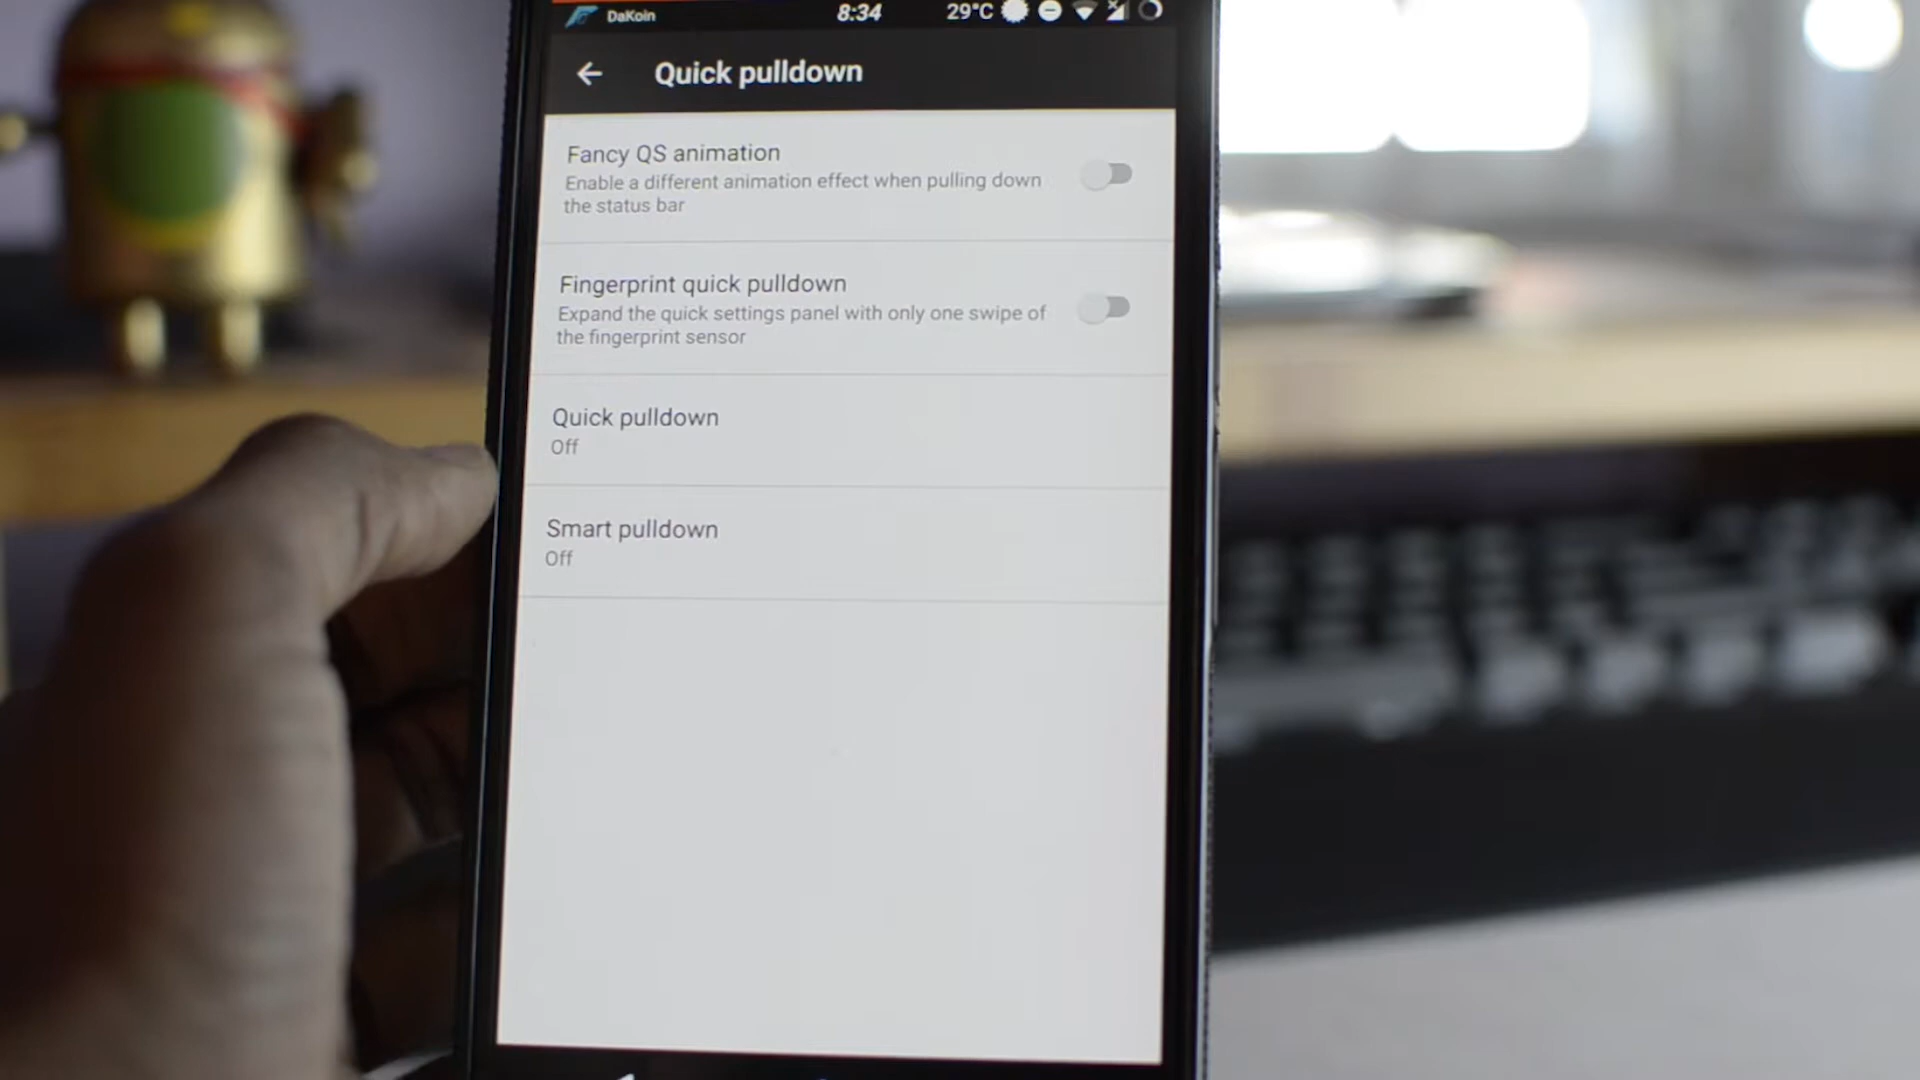 DaKoin 8:34 29°C
Quick pulldown
Fancy QS animation
Enable a different animation effect when pulling down
the status bar
Fingerprint quick pulldown
Expand the quick settings panel with only one swipe of
the fingerprint sensor
Quick pulldown
Off
Smart pulldown
Off